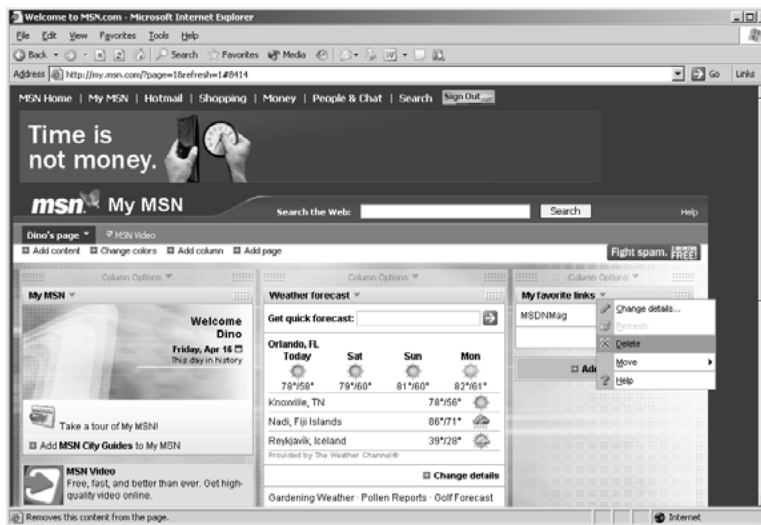 Welcome to MSN.com - Microsoft Internet Explorer
File Edit View Favorites Tools Help
Back Search Favorites Media
Address http://my.msn.com/?page=1&refresh=1#8414 Go Links
MSN Home | My MSN | Hotmail | Shopping | Money | People & Chat | Search Sign Out
Time is
not money.
msn My MSN
Search the Web: Search Help
Dino's page MSN Video
Add content Change colors Add column Add page
Fight spam. FREE!
Column Options Column Options Column Options
My MSN
Welcome
Dino
Friday, Apr 16
This day in history
Take a tour of My MSN!
Add MSN City Guides to My MSN
MSN Video
Free, fast, and better than ever. Get high-
quality video online.
Weather forecast
Get quick forecast:
Orlando, FL
Today Sat Sun Mon
78°/58° 79°/60° 81°/60° 82°/61°
Knoxville, TN 78°/56°
Nadi, Fiji Islands 86°/71°
Reykjavik, Iceland 39°/28°
Provided by The Weather Channel®
Change details
Gardening Weather · Pollen Reports · Golf Forecast
My favorite links
MSDNMag
Add
Change details...
Refresh
Delete
Move
Help
Removes this content from the page. Internet